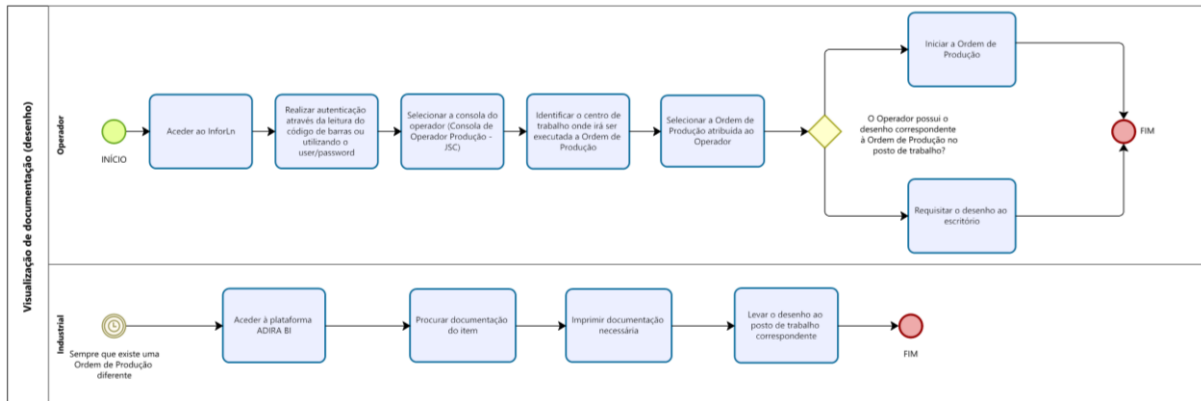 Visualização de documentação (desenho)
Operador
INÍCIO
Aceder ao InforLn
Realizar autenticação
através da leitura do
código de barras ou
utilizando o
user/password
Selecionar a consola do
operador (Consola de
Operador Produção -
JSC)
Identificar o centro de
trabalho onde irá ser
executada a Ordem de
Produção
Selecionar a Ordem de
Produção atribuida ao
Operador
O Operador possui o
desenho correspondente
à Ordem de Produção no
posto de trabalho?
Iniciar a Ordem de
Produção
Requisitar o desenho ao
escritório
FIM
Industrial
Sempre que existe uma
Ordem de Produção
diferente
Aceder à plataforma
ADIRA BI
Procurar documentação
do item
Imprimir documentação
necessária
Levar o desenho ao
posto de trabalho
correspondente
FIM